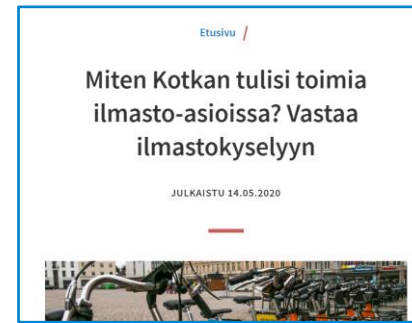 Etusivu /
Miten Kotkan tulisi toimia
ilmasto-asioissa? Vastaa
ilmastokyselyyn
JULKAISTU 14.05.2020